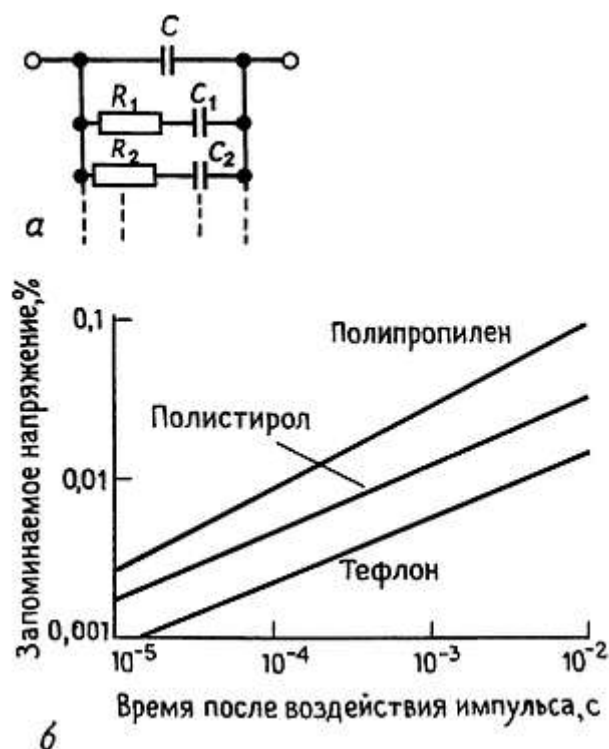 C
R₁ C₁
R₂ C₂
а
Запоминаемое напряжение,%
0,1
0,01
0,001
Полипропилен
Полистирол
Тефлон
10⁻⁵ 10⁻⁴ 10⁻³ 10⁻²
Время после воздействия импульса, с
б